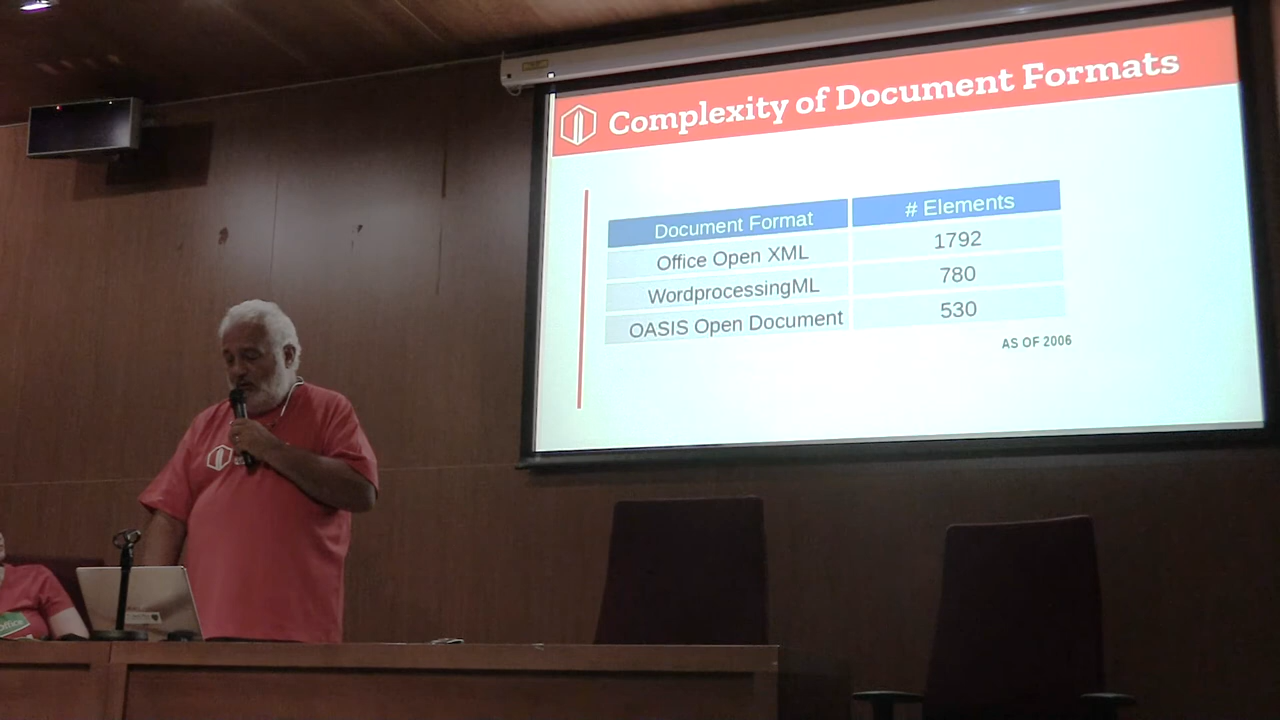 Complexity of Document Formats
Document Format # Elements
Office Open XML 1792
WordprocessingML 780
OASIS Open Document 530
AS OF 2006
office